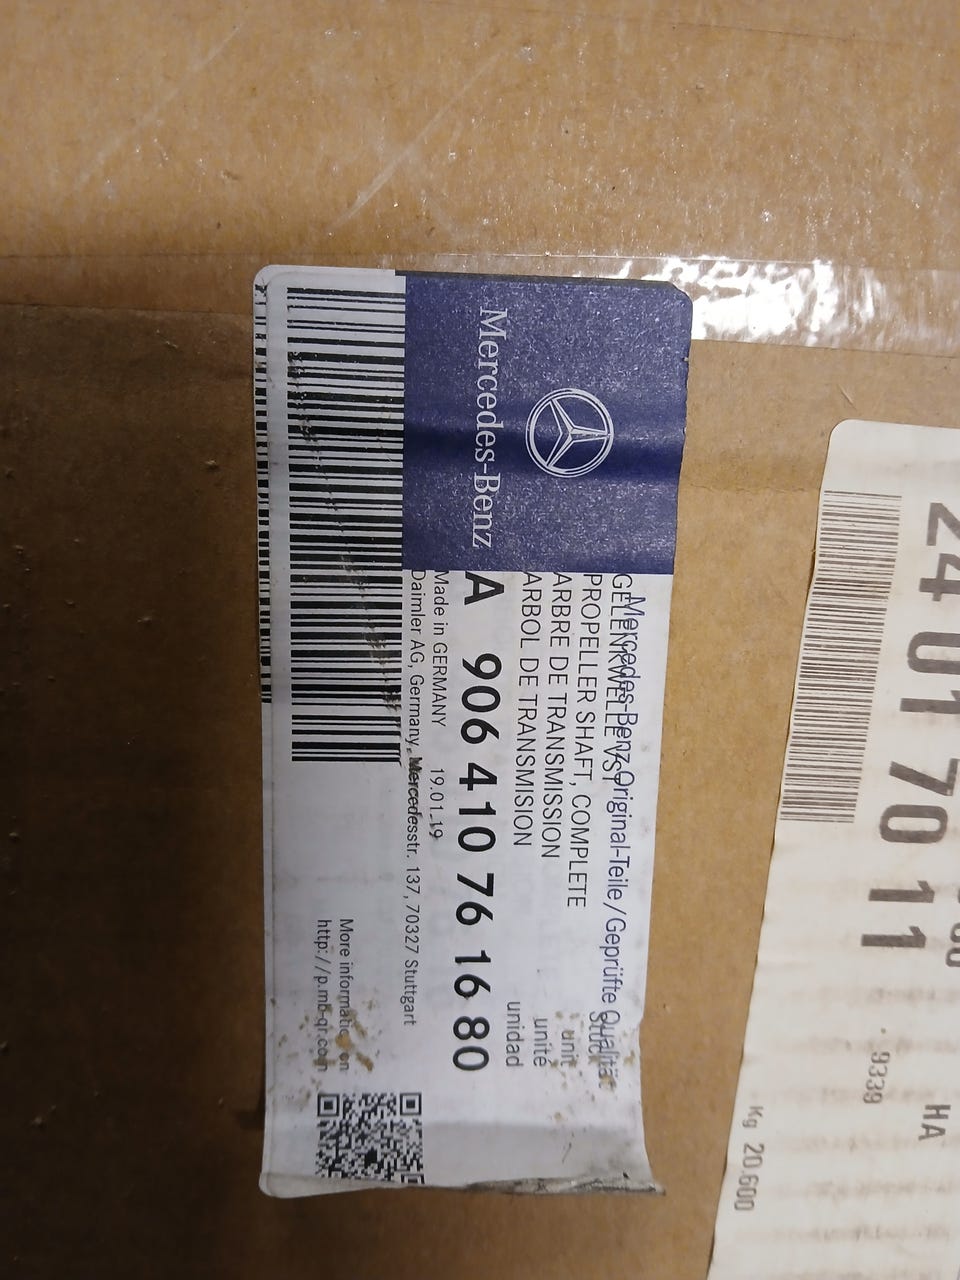 Mercedes-Benz
Mercedes-Benz Original-Teile/Geprüfte Qualität
GELENKWELLE VST Stück
PROPELLER SHAFT, COMPLETE unit
ARBRE DE TRANSMISSION unité
ARBOL DE TRANSMISION unidad
A 906 410 76 16 80
Made in GERMANY 19.01.19
Daimler AG, Germany, Mercedesstr. 137, 70327 Stuttgart
More information on
http://p.mb-qr.com
24 01 70 11
HA
9339
Kg 20,600